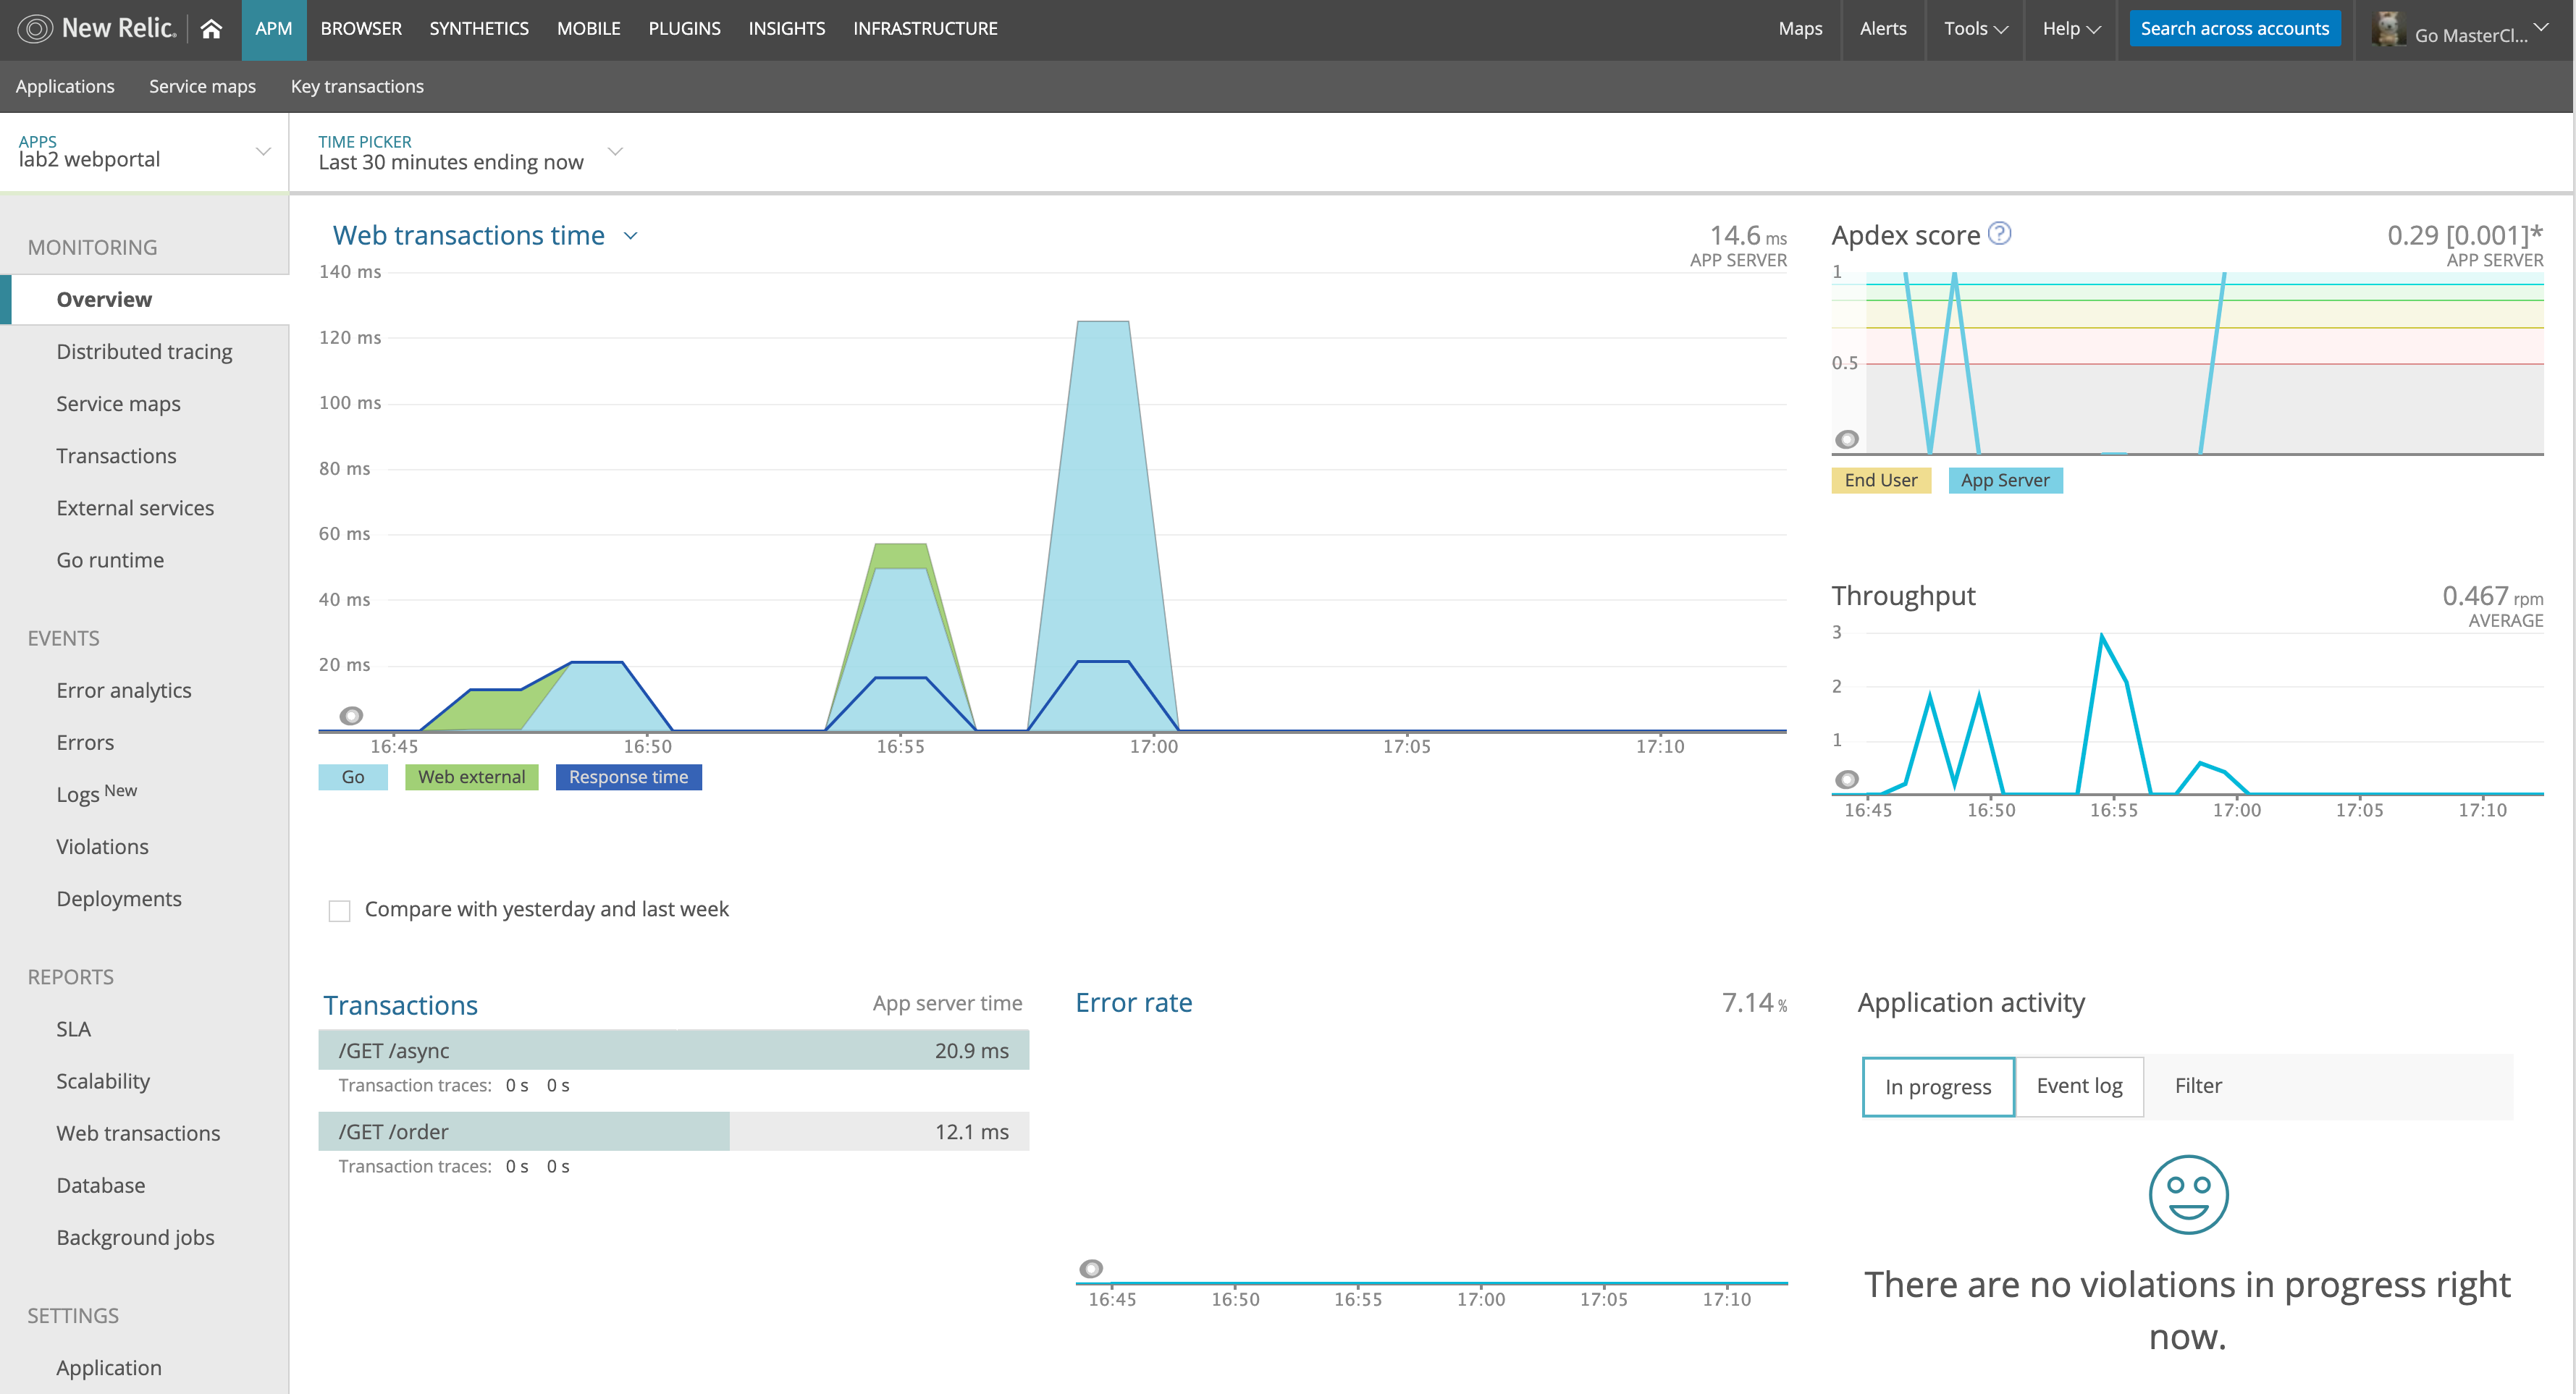 New Relic.
APM BROWSER SYNTHETICS MOBILE PLUGINS INSIGHTS INFRASTRUCTURE
Maps Alerts Tools Help Search across accounts Go MasterCl...
Applications Service maps Key transactions
APPS
lab2 webportal
TIME PICKER
Last 30 minutes ending now
MONITORING
Overview
Distributed tracing
Service maps
Transactions
External services
Go runtime
EVENTS
Error analytics
Errors
Logs New
Violations
Deployments
REPORTS
SLA
Scalability
Web transactions
Database
Background jobs
SETTINGS
Application
Web transactions time
14.6 ms
APP SERVER
140 ms
120 ms
100 ms
80 ms
60 ms
40 ms
20 ms
16:45 16:50 16:55 17:00 17:05 17:10
Go Web external Response time
Compare with yesterday and last week
Apdex score ?
0.29 [0.001]*
APP SERVER
1
0.5
End User App Server
Throughput
0.467 rpm
AVERAGE
3
2
1
16:45 16:50 16:55 17:00 17:05 17:10
Transactions App server time
/GET /async 20.9 ms
Transaction traces: 0 s 0 s
/GET /order 12.1 ms
Transaction traces: 0 s 0 s
Error rate 7.14 %
16:45 16:50 16:55 17:00 17:05 17:10
Application activity
In progress Event log Filter
There are no violations in progress right
now.